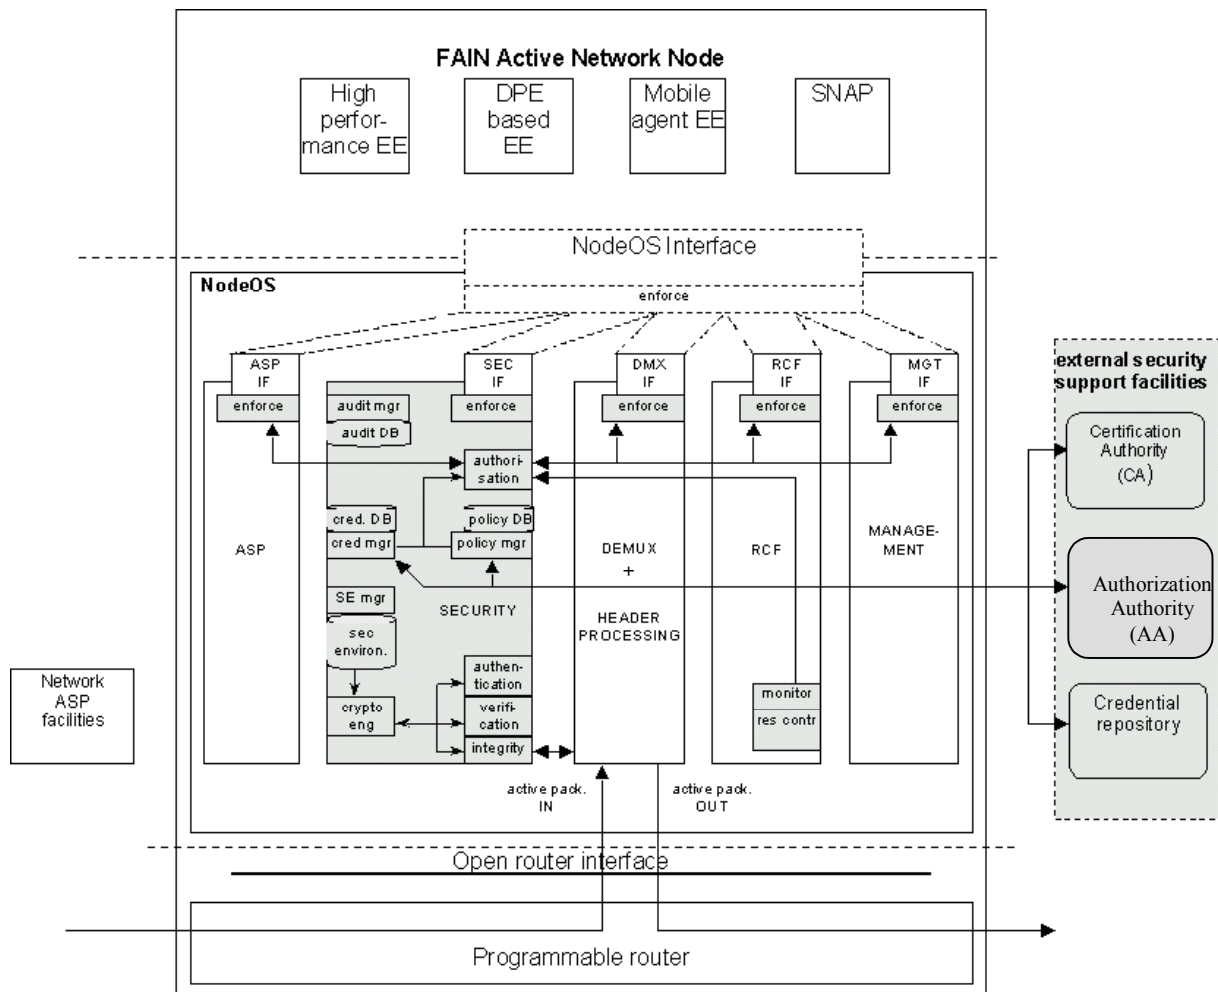 FAIN Active Network Node
High
perfor-
mance EE
DPE
based
EE
Mobile
agent EE
SNAP
NodeOS Interface
NodeOS
enforce
ASP
IF
SEC
IF
DMX
IF
RCF
IF
MGT
IF
enforce
audit mgr
enforce
enforce
enforce
enforce
audit DB
authori-
sation
cred. DB
policy DB
cred mgr
policy mgr
ASP
DEMUX
+
HEADER
PROCESSING
RCF
MANAGE-
MENT
SE mgr
SECURITY
sec
environ.
authen-
tication
crypto
eng
verifi-
cation
integrity
monitor
res contr
active pack.
IN
active pack.
OUT
external security
support facilities
Certification
Authority
(CA)
Authorization
Authority
(AA)
Credential
repository
Network
ASP
facilities
Open router interface
Programmable router